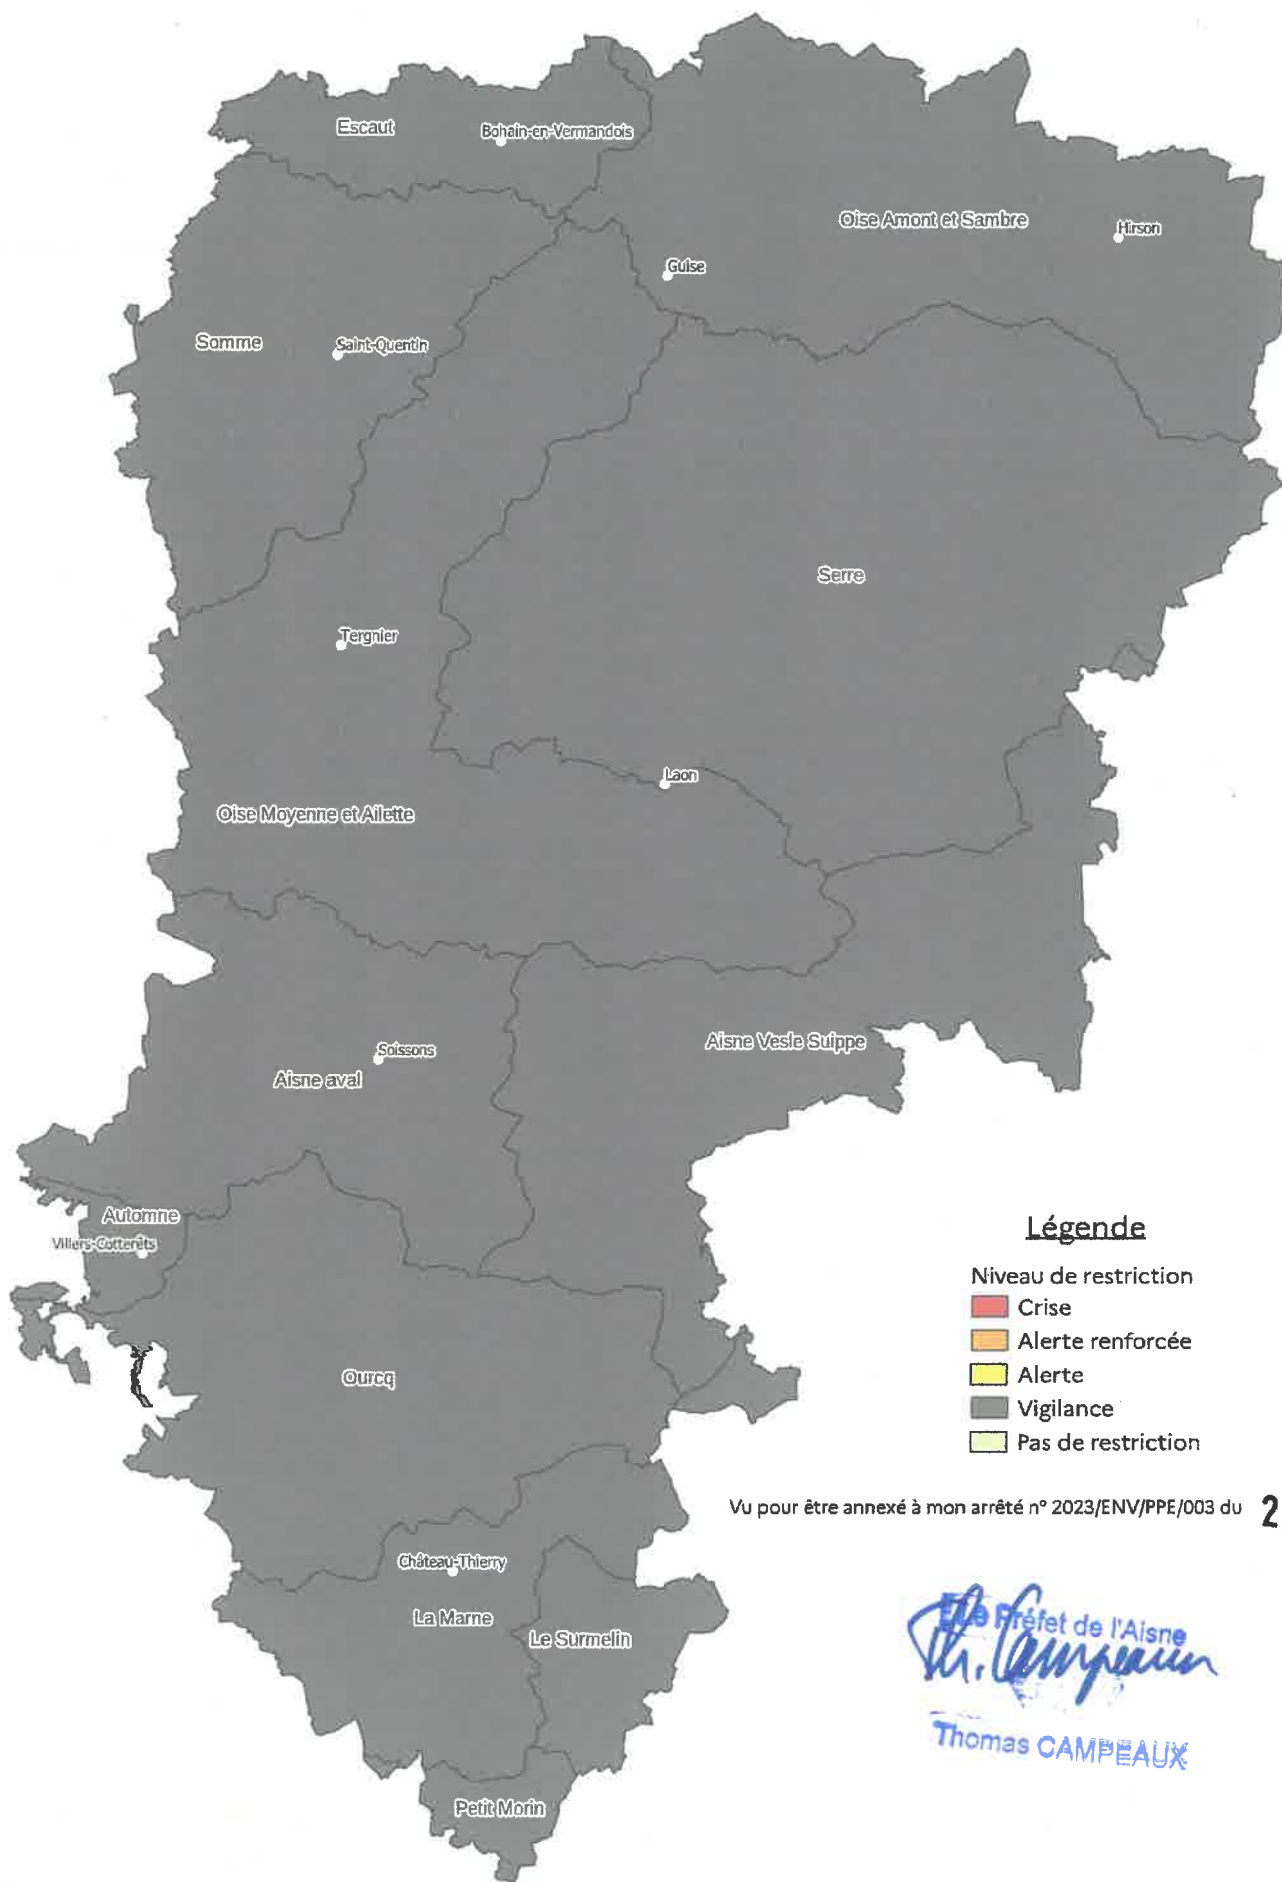 Escaut
Bohain-en-Vermandois
Oise Amont et Sambre
Hirson
Guise
Somme
Saint-Quentin
Serre
Tergnier
Laon
Oise Moyenne et Ailette
Aisne Vesle Suippe
Soissons
Aisne aval
Automne
Villers-Cotterêts
Ourcq
Château-Thierry
La Marne
Le Surmelin
Petit Morin
Légende
Niveau de restriction
Crise
Alerte renforcée
Alerte
Vigilance
Pas de restriction
Vu pour être annexé à mon arrêté n° 2023/ENV/PPE/003 du 2
Le Préfet de l'Aisne
Th. Campeaux
Thomas CAMPEAUX